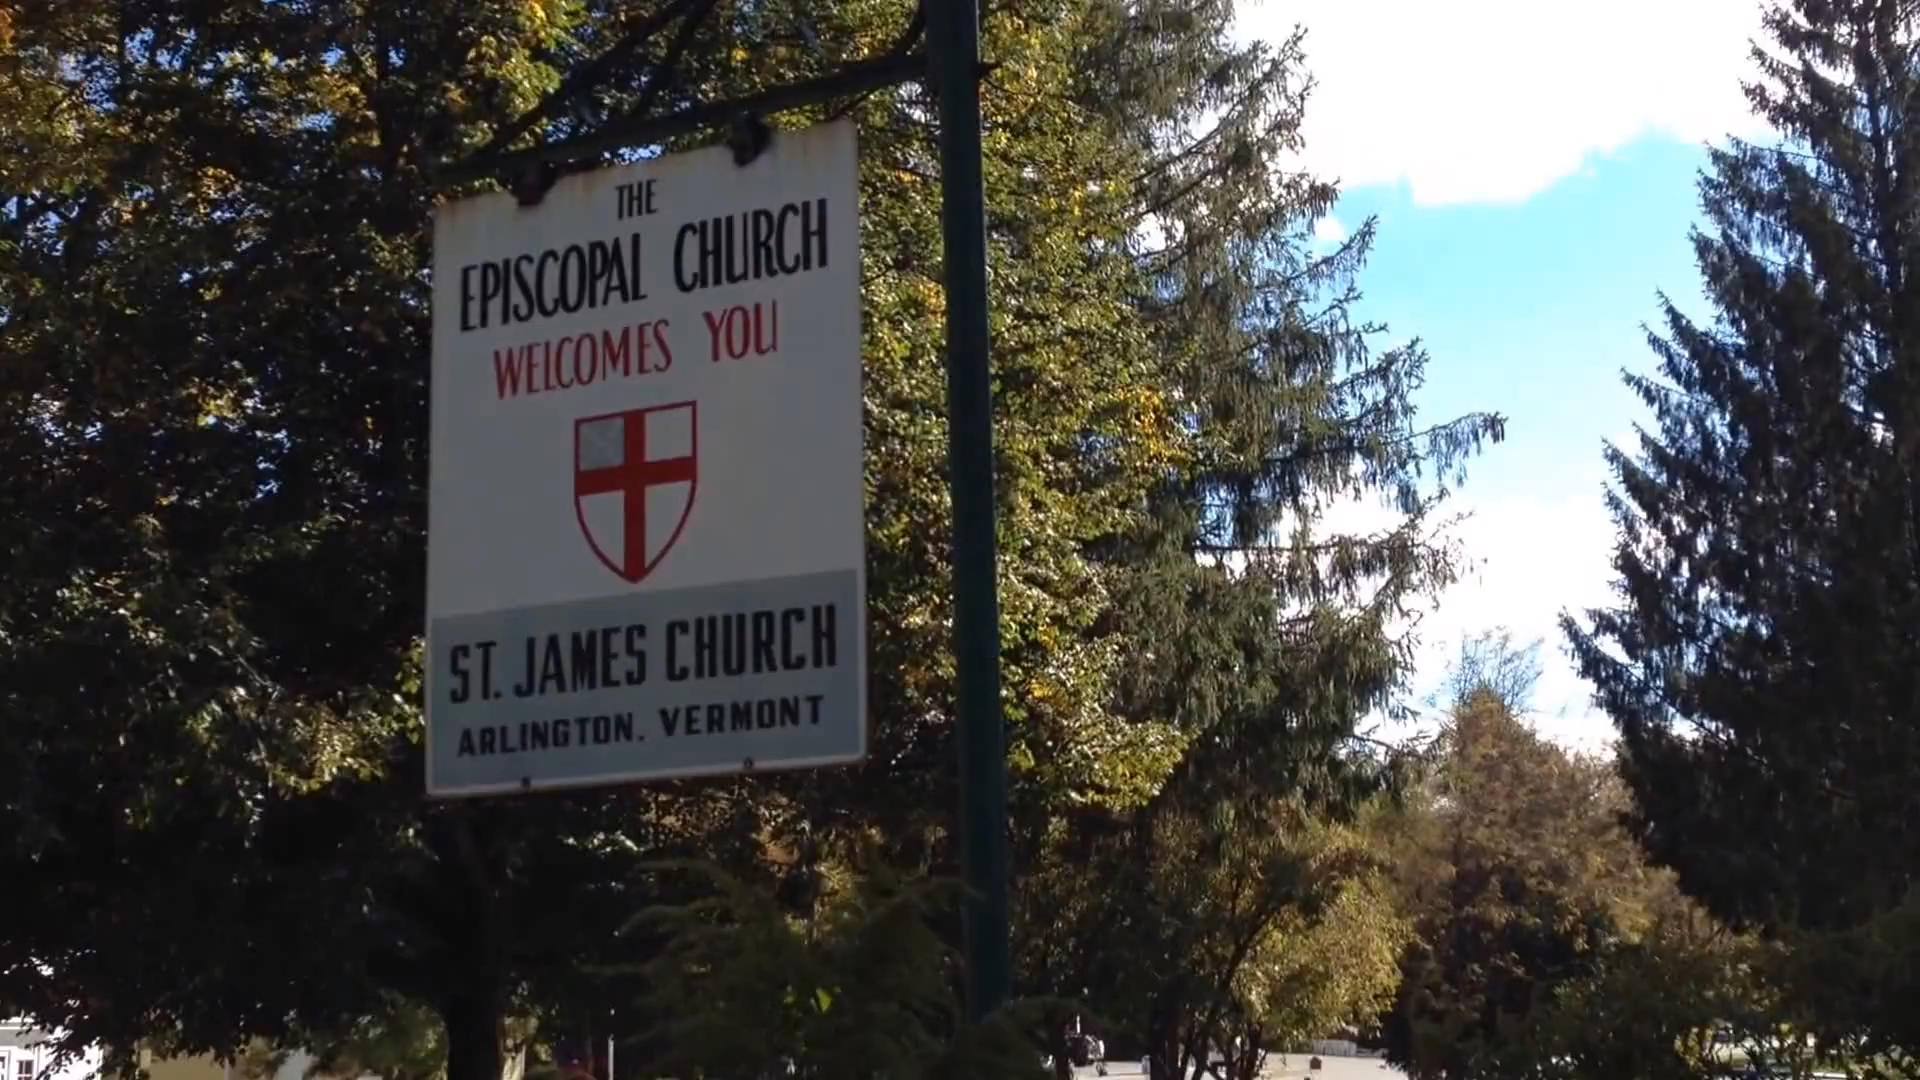 THE
EPISCOPAL CHURCH
WELCOMES YOU
ST. JAMES CHURCH
ARLINGTON. VERMONT